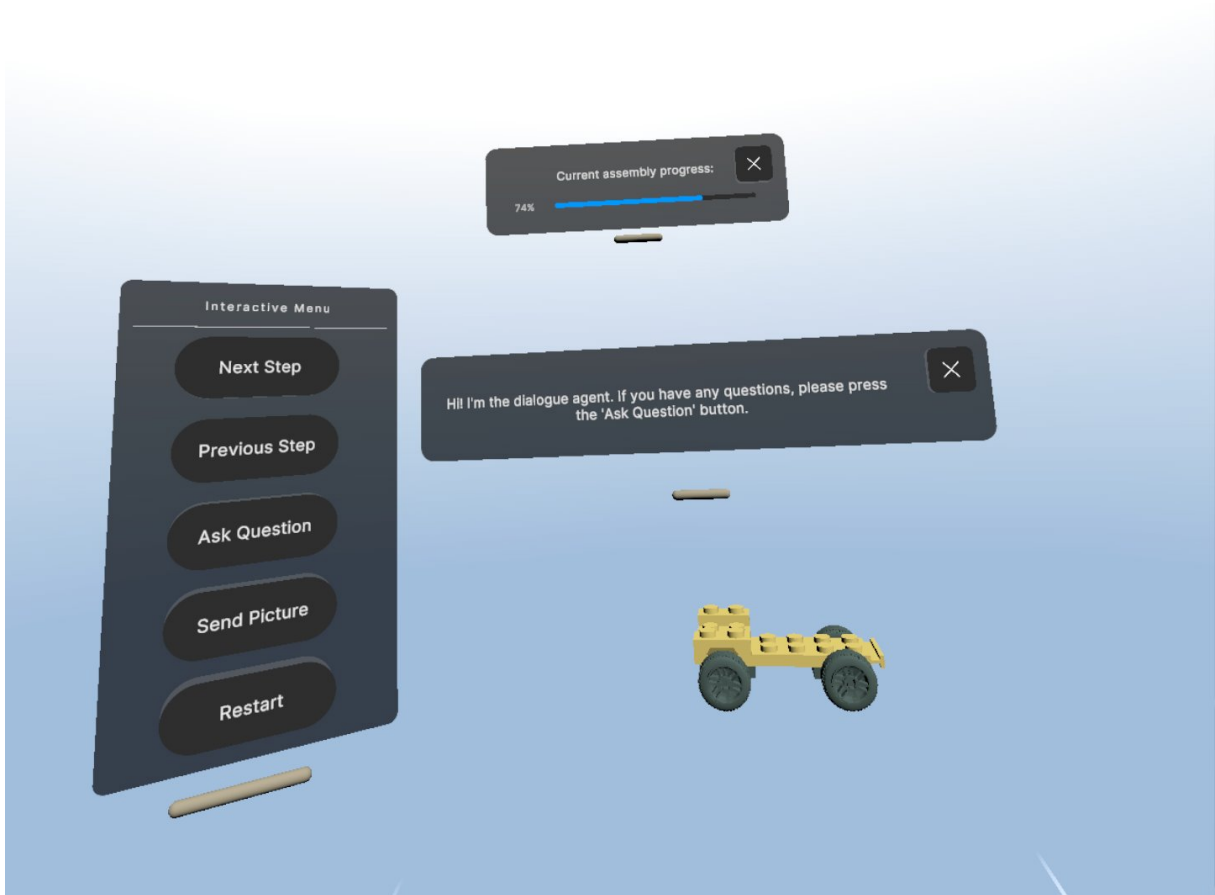 Current assembly progress:
74%
Interactive Menu
Next Step
Previous Step
Ask Question
Send Picture
Restart
Hi! I'm the dialogue agent. If you have any questions, please press
the 'Ask Question' button.